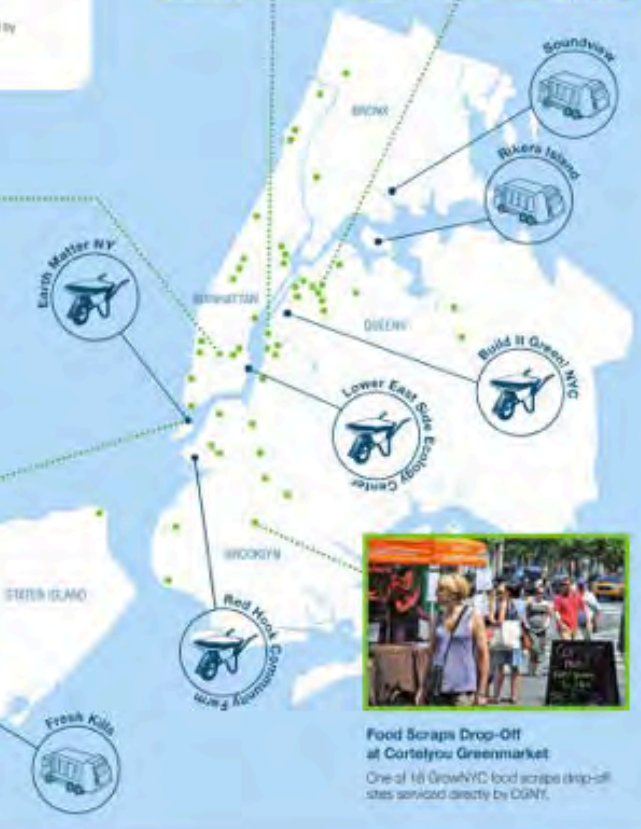 by
Soundview
BRONX
Rikers Island
Earth Matter NY
MANHATTAN
QUEENS
Build It Green! NYC
Lower East Side Ecology Center
BROOKLYN
STATEN ISLAND
Red Hook Community Farm
Fresh Kills
Food Scraps Drop-Off
at Cortelyou Greenmarket
One of 18 GrowNYC food scraps drop-off
sites serviced directly by CGNY.